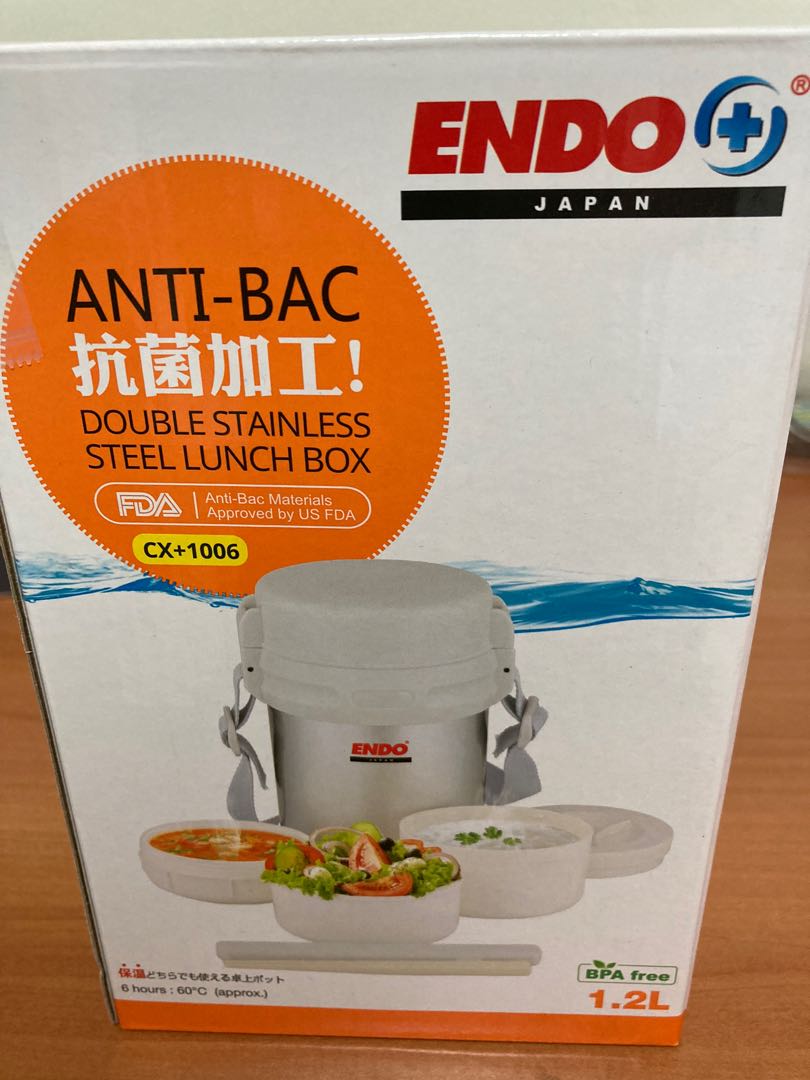 ENDO
®
JAPAN
ANTI-BAC
抗菌加工!
DOUBLE STAINLESS
STEEL LUNCH BOX
FDA
Anti-Bac Materials
Approved by US FDA
CX+1006
ENDO
JAPAN
保温どちらでも使える卓上ポット
6 hours : 60°C (approx.)
BPA free
1.2L